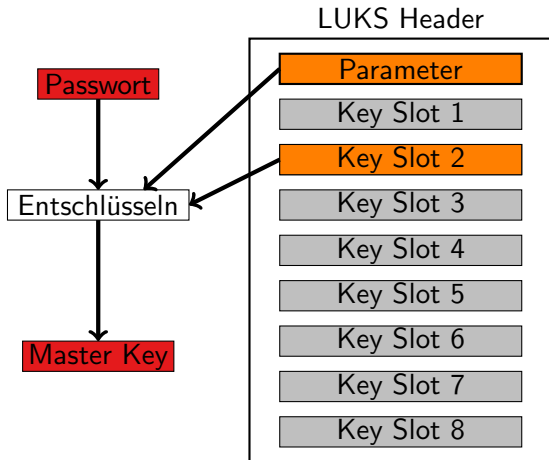 LUKS Header
Passwort
Parameter
Key Slot 1
Key Slot 2
Entschlüsseln
Key Slot 3
Key Slot 4
Key Slot 5
Master Key
Key Slot 6
Key Slot 7
Key Slot 8